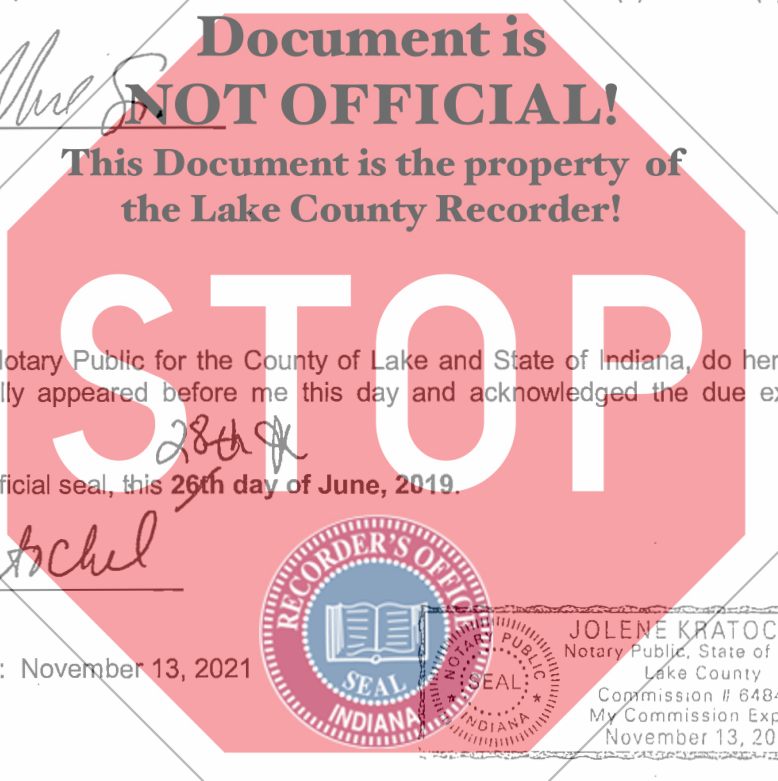 Document is
NOT OFFICIAL!
This Document is the property of
the Lake County Recorder!
STOP
Notary Public for the County of Lake and State of Indiana, do her
lly appeared before me this day and acknowledged the due ex
28th JK
ficial seal, this 26th day of June, 2019.
ochel
: November 13, 2021
RECORDER'S OFFICE
SEAL
INDIANA
NOTARY PUBLIC
SEAL
INDIANA
JOLENE KRATOC
Notary Public, State of
Lake County
Commission # 6484
My Commission Exp
November 13, 20